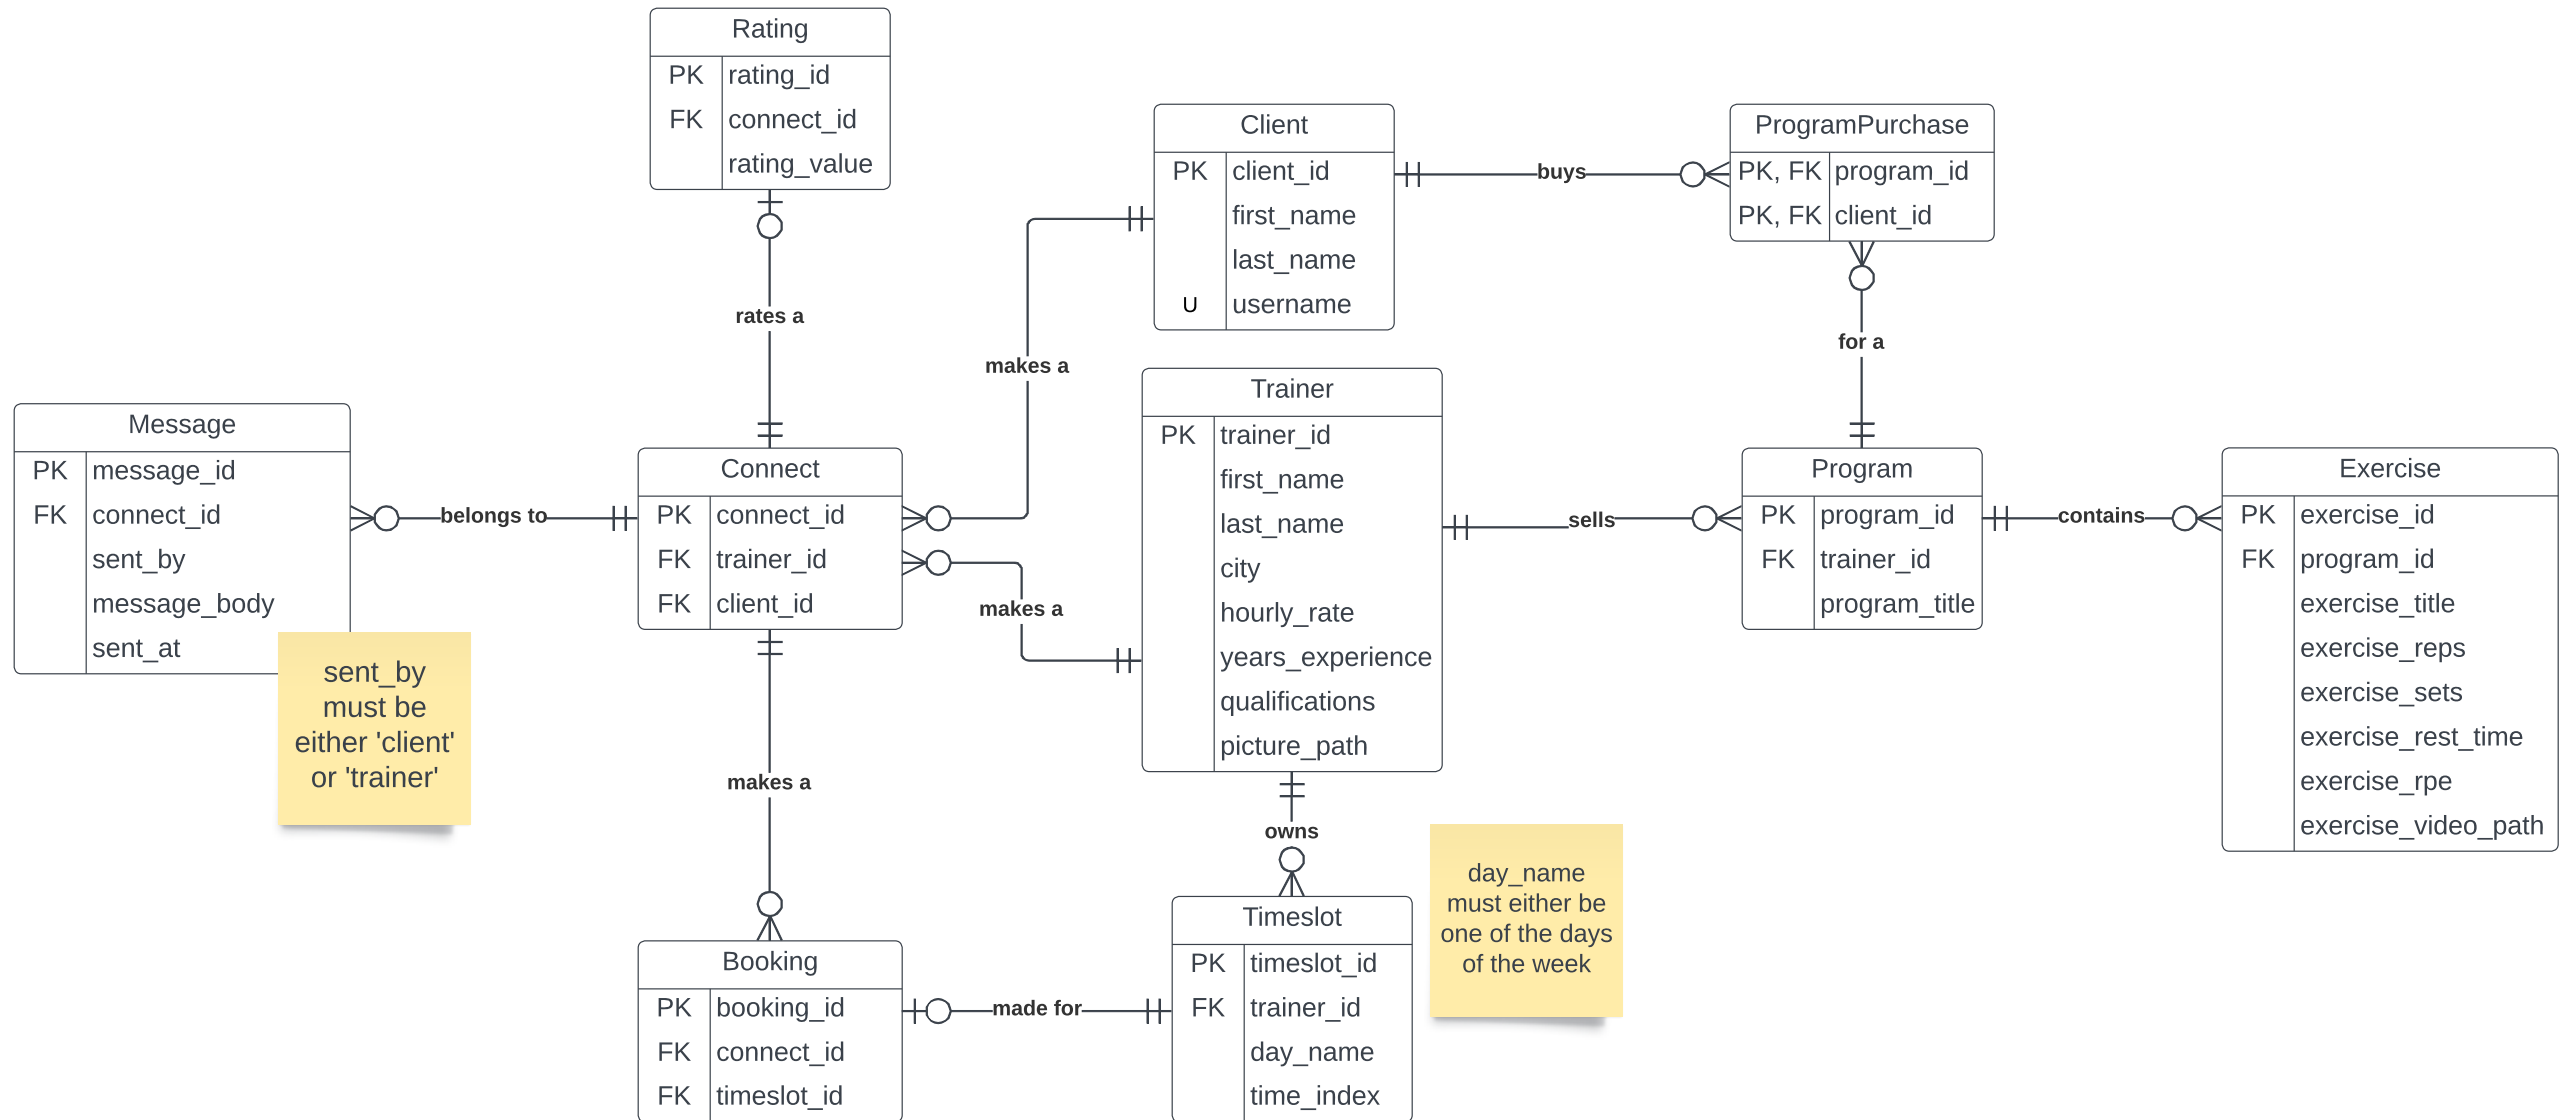 Rating
PK rating_id
FK connect_id
rating_value
rates a
Client
PK client_id
first_name
last_name
U username
buys
ProgramPurchase
PK, FK program_id
PK, FK client_id
for a
makes a
Message
PK message_id
FK connect_id
sent_by
message_body
sent_at
sent_by
must be
either 'client'
or 'trainer'
belongs to
Connect
PK connect_id
FK trainer_id
FK client_id
makes a
Trainer
PK trainer_id
first_name
last_name
city
hourly_rate
years_experience
qualifications
picture_path
sells
Program
PK program_id
FK trainer_id
program_title
contains
Exercise
PK exercise_id
FK program_id
exercise_title
exercise_reps
exercise_sets
exercise_rest_time
exercise_rpe
exercise_video_path
makes a
owns
Booking
PK booking_id
FK connect_id
FK timeslot_id
made for
Timeslot
PK timeslot_id
FK trainer_id
day_name
time_index
day_name
must either be
one of the days
of the week